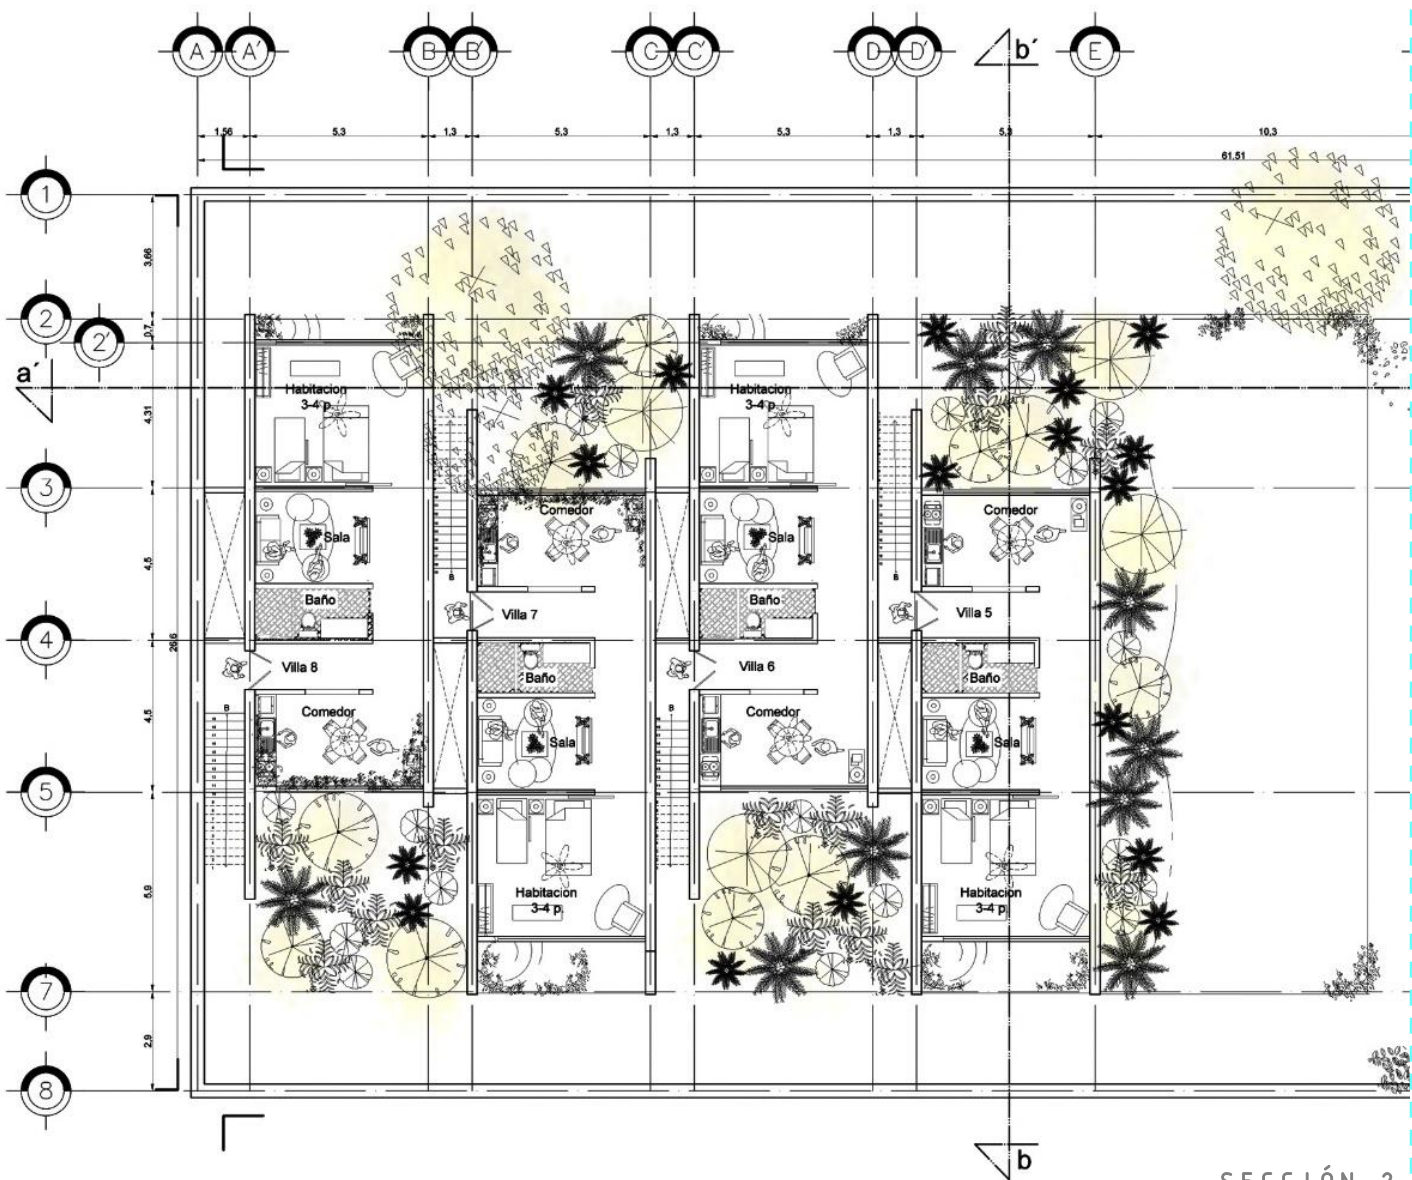 A A' B B' C C' D D' b' E
1,56 5,3 1,3 5,3 1,3 5,3 1,3 5,3 10,3
61.51
1
3,66
2
0,7
2'
a'
Habitacion
3-4 p.
Habitacion
3-4 p.
4,31
3
Comedor
Comedor
Sala
Sala
4,5
B
B
Baño
Baño
Villa 7
Villa 5
4
26,6
Villa 8
Villa 6
Baño
Baño
B
Comedor
B
Comedor
4,5
Sala
Sala
5
5,9
Habitacion
3-4 p.
Habitacion
3-4 p.
7
2,9
8
b